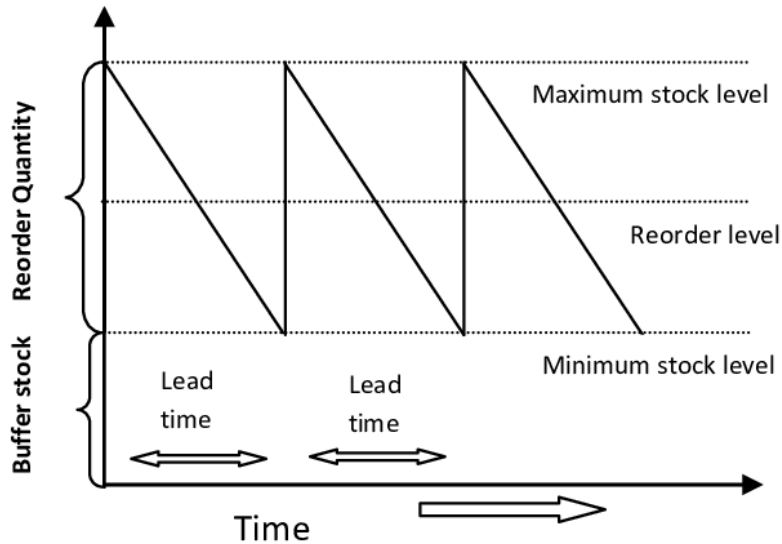 Maximum stock level
Reorder Quantity
Reorder level
Minimum stock level
Buffer stock
Lead
time
Lead
time
Time